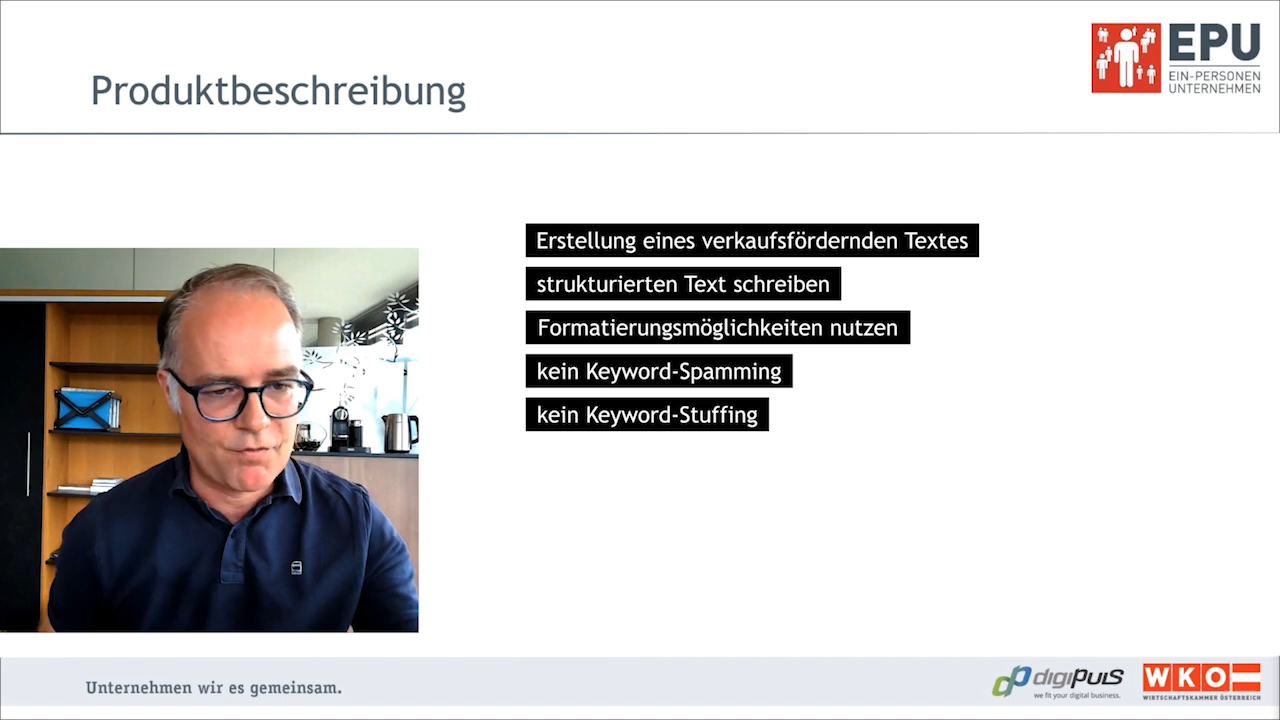 Produktbeschreibung
EPU
EIN-PERSONEN
UNTERNEHMEN
Erstellung eines verkaufsfördernden Textes
strukturierten Text schreiben
Formatierungsmöglichkeiten nutzen
kein Keyword-Spamming
kein Keyword-Stuffing
Unternehmen wir es gemeinsam.
digiPULS
we fit your digital business.
WKO
WIRTSCHAFTSKAMMER ÖSTERREICH